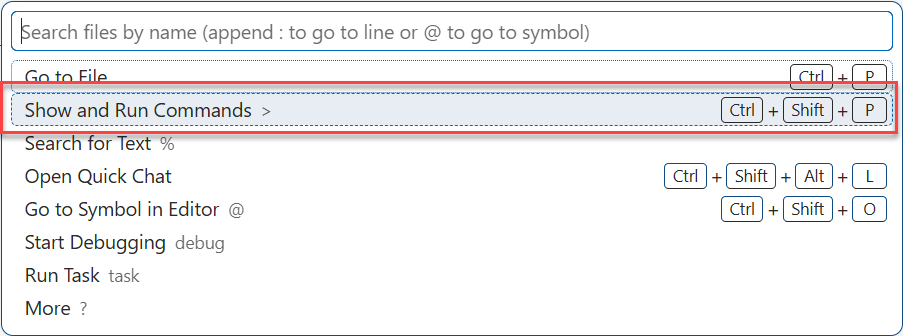 Search files by name (append : to go to line or @ to go to symbol)
Go to File Ctrl + P
Show and Run Commands > Ctrl + Shift + P
Search for Text %
Open Quick Chat Ctrl + Shift + Alt + L
Go to Symbol in Editor @ Ctrl + Shift + O
Start Debugging debug
Run Task task
More ?